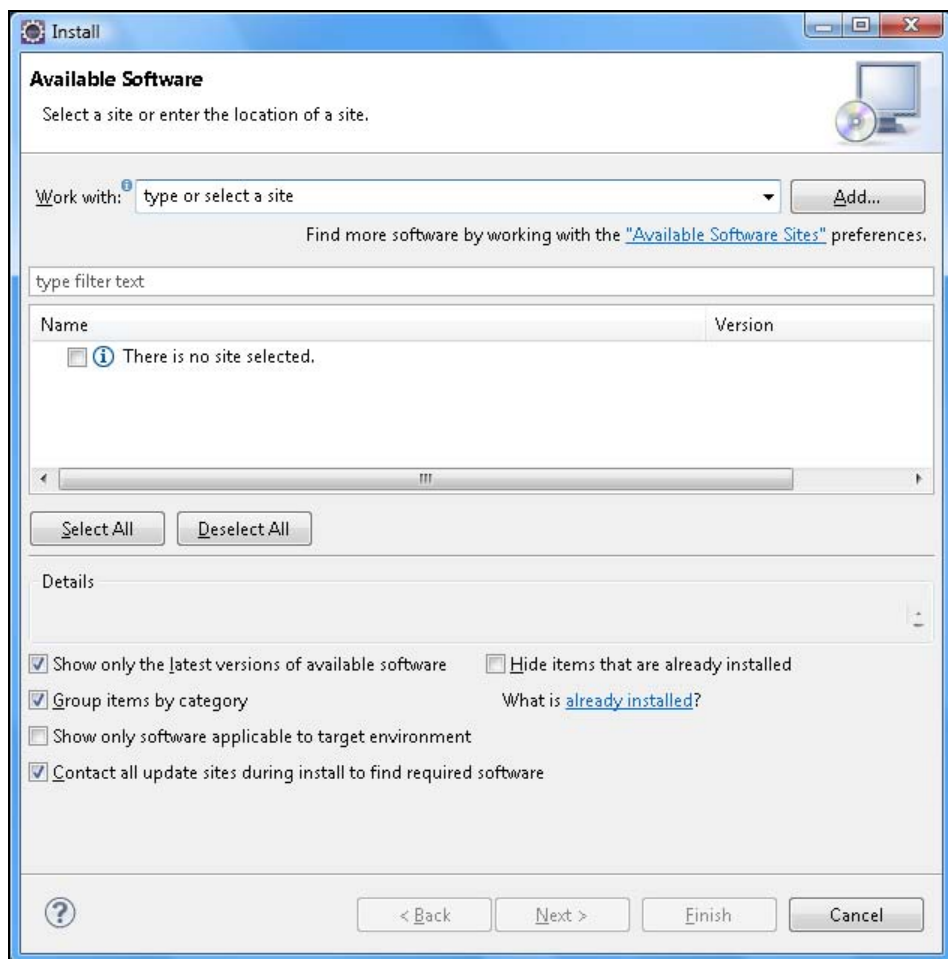 Install
Available Software
Select a site or enter the location of a site.
Work with: type or select a site Add...
Find more software by working with the "Available Software Sites" preferences.
type filter text
Name Version
There is no site selected.
Select All Deselect All
Details
Show only the latest versions of available software Hide items that are already installed
Group items by category What is already installed?
Show only software applicable to target environment
Contact all update sites during install to find required software
< Back Next > Finish Cancel